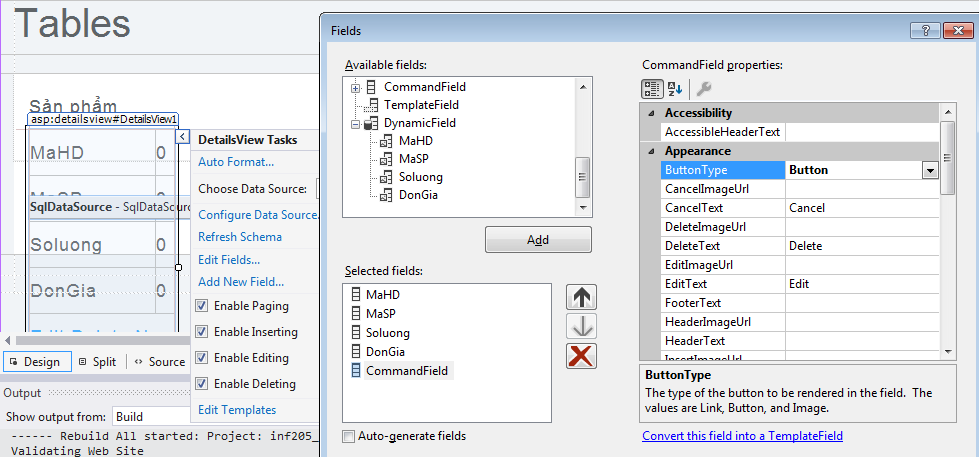 Tables
Sản phẩm
asp:detailsview#DetailsView1
MaHD 0
SqlDataSource - SqlDataSou
Soluong 0
DonGia 0
DetailsView Tasks
Auto Format...
Choose Data Source:
Configure Data Source.
Refresh Schema
Edit Fields...
Add New Field...
Enable Paging
Enable Inserting
Enable Editing
Enable Deleting
Edit Templates
Design Split Source
Output
Show output from: Build
------ Rebuild All started: Project: inf205_
Validating Web Site
Fields
Available fields:
CommandField
TemplateField
DynamicField
MaHD
MaSP
Soluong
DonGia
Add
Selected fields:
MaHD
MaSP
Soluong
DonGia
CommandField
Auto-generate fields
CommandField properties:
Accessibility
AccessibleHeaderText
Appearance
ButtonType Button
CancelImageUrl
CancelText Cancel
DeleteImageUrl
DeleteText Delete
EditImageUrl
EditText Edit
FooterText
HeaderImageUrl
HeaderText
InsertImageUrl
ButtonType
The type of the button to be rendered in the field. The
values are Link, Button, and Image.
Convert this field into a TemplateField